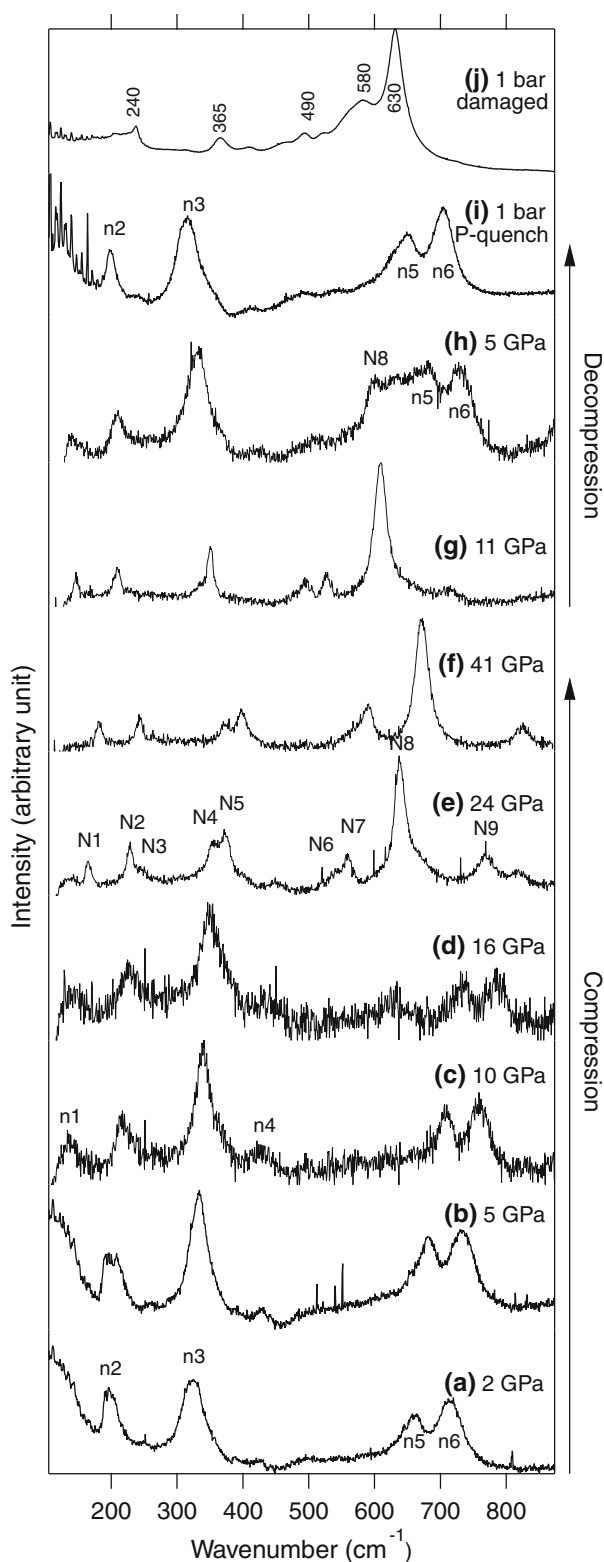 (j) 1 bar
damaged
240
365
490
580
630
(i) 1 bar
P-quench
n2
n3
n5
n6
(h) 5 GPa
N8
n5
n6
(g) 11 GPa
Decompression
(f) 41 GPa
N8
(e) 24 GPa
N1
N2
N3
N4
N5
N6
N7
N9
(d) 16 GPa
(c) 10 GPa
n1
n4
(b) 5 GPa
(a) 2 GPa
n2
n3
n5
n6
Compression
Intensity (arbitrary unit)
200 300 400 500 600 700 800
Wavenumber (cm-1)